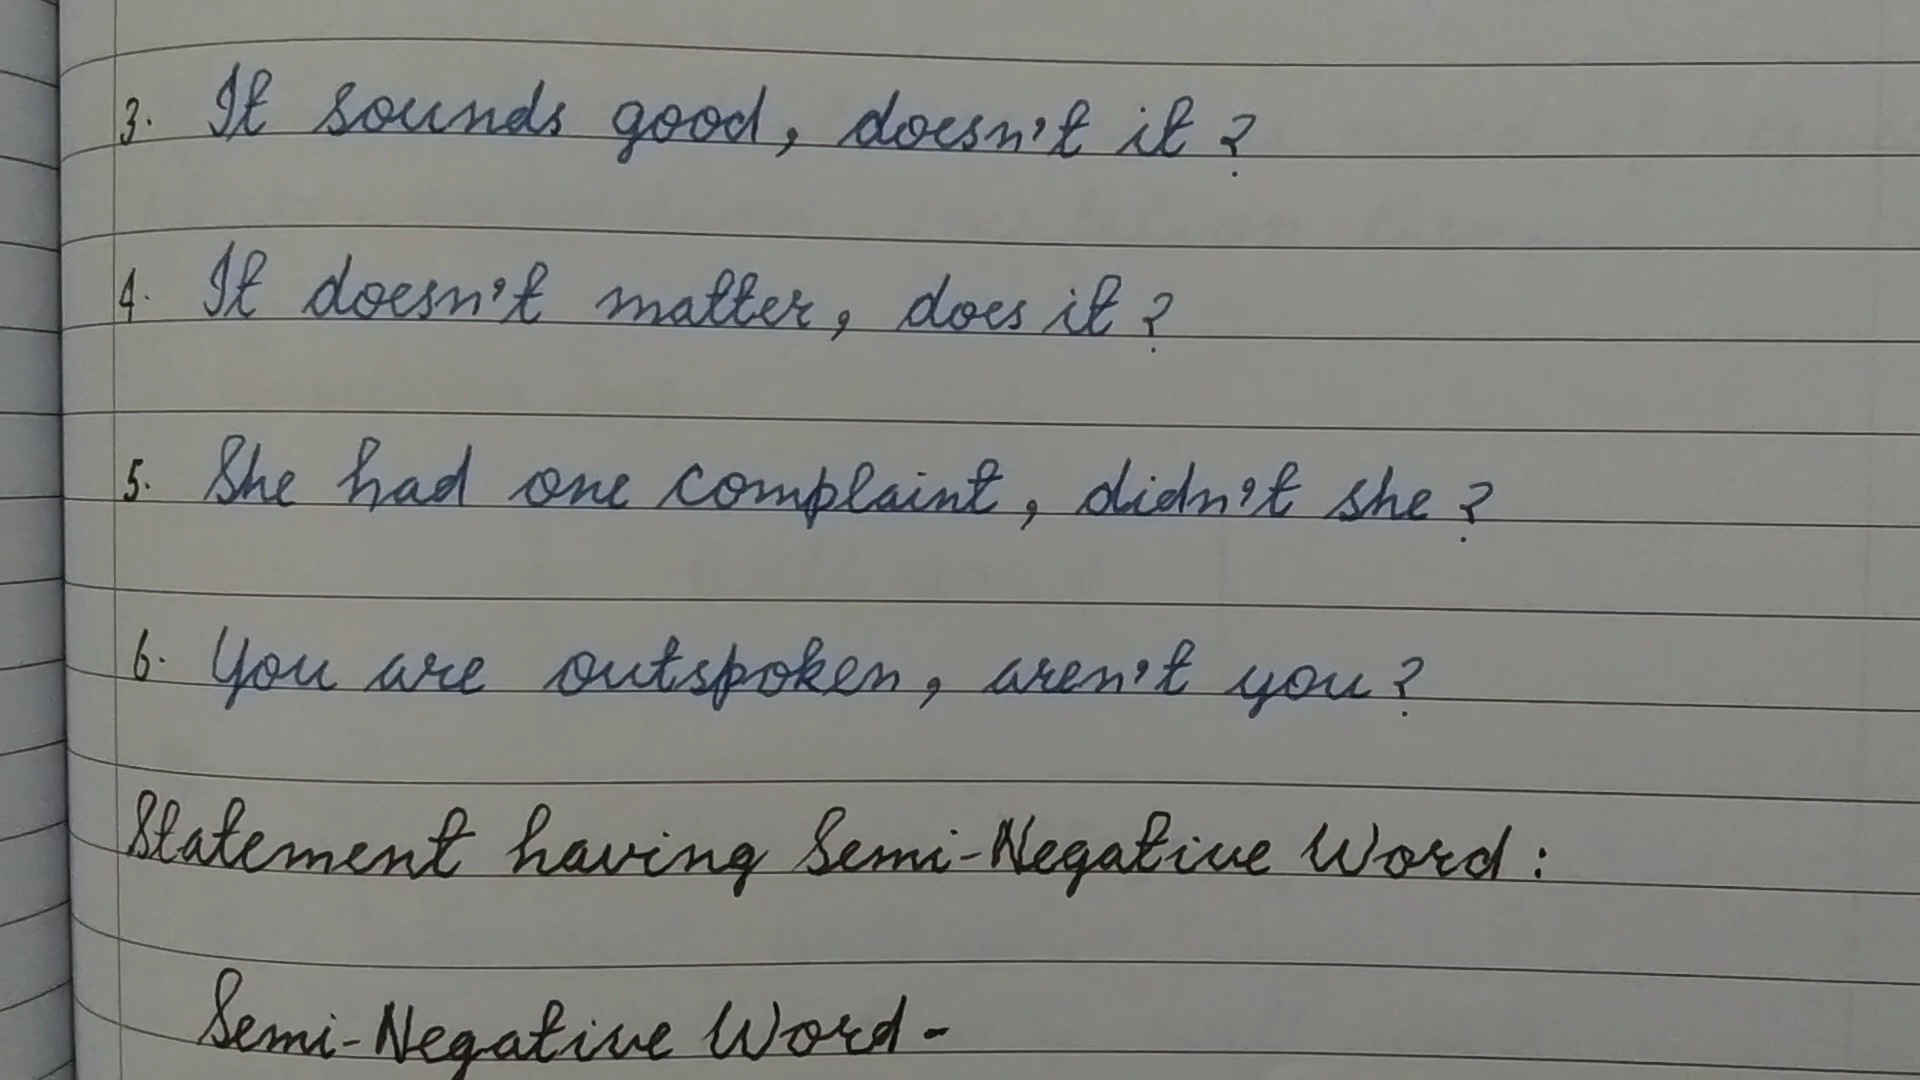 3. It sounds good, doesn't it?
4. It doesn't matter, does it?
5. She had one complaint, didn't she?
6. You are outspoken, aren't you?
Statement having Semi-Negative Word:
Semi-Negative Word-